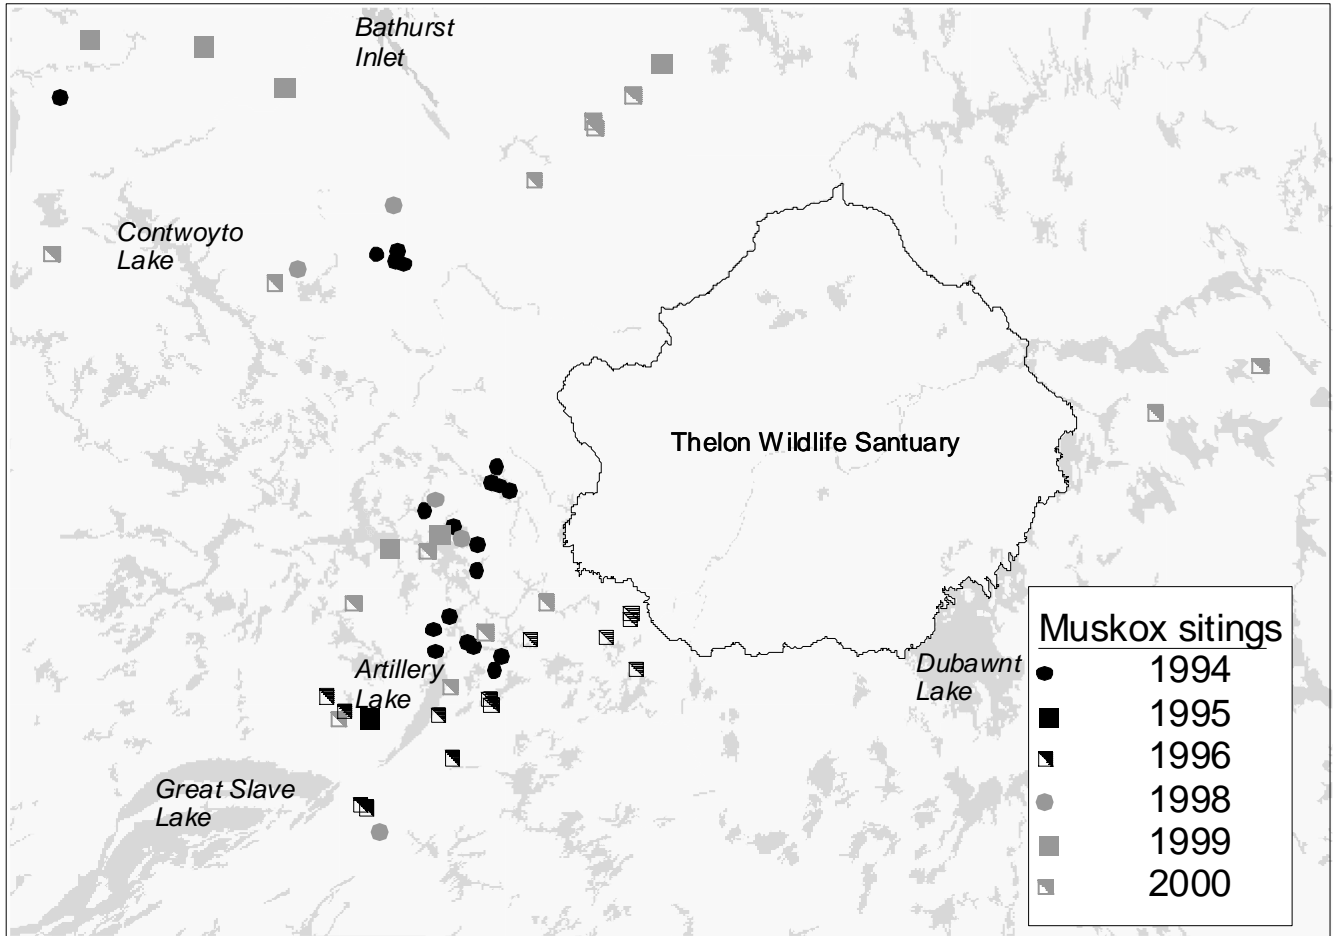 Bathurst
Inlet
Contwoyto
Lake
Thelon Wildlife Santuary
Artillery
Lake
Dubawnt
Lake
Great Slave
Lake
Muskox sitings
1994
1995
1996
1998
1999
2000